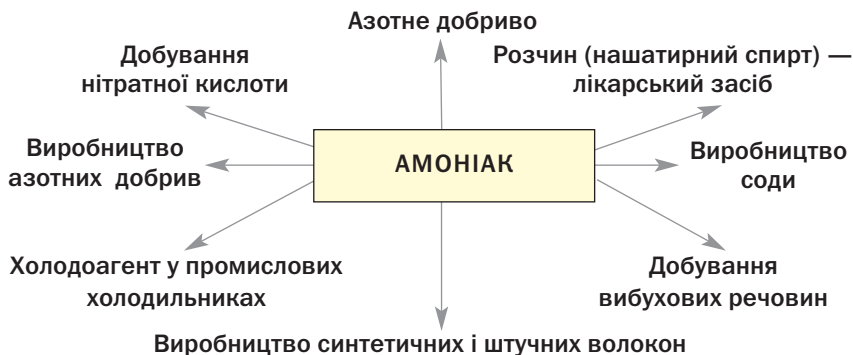 Азотне добриво
Добування
нітратної кислоти
Розчин (нашатирний спирт) —
лікарський засіб
Виробництво
азотних добрив
АМОНІАК
Виробництво
соди
Холодоагент у промислових
холодильниках
Добування
вибухових речовин
Виробництво синтетичних і штучних волокон